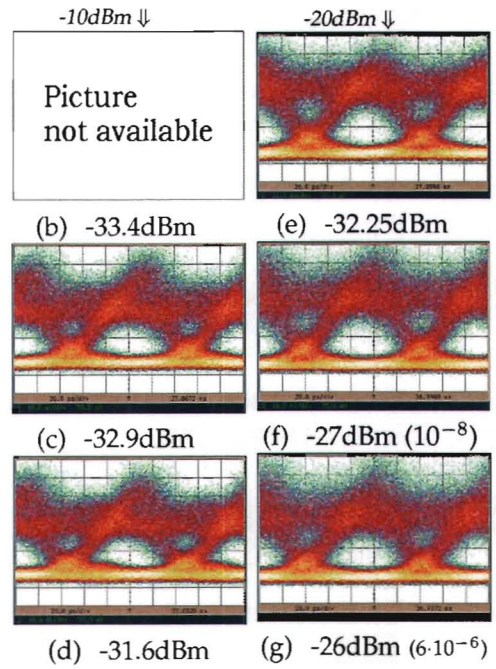 -10dBm ⇓
-20dBm ⇓
Picture
not available
(b) -33.4dBm
(e) -32.25dBm
(c) -32.9dBm
(f) -27dBm (10⁻⁸)
(d) -31.6dBm
(g) -26dBm (6·10⁻⁶)